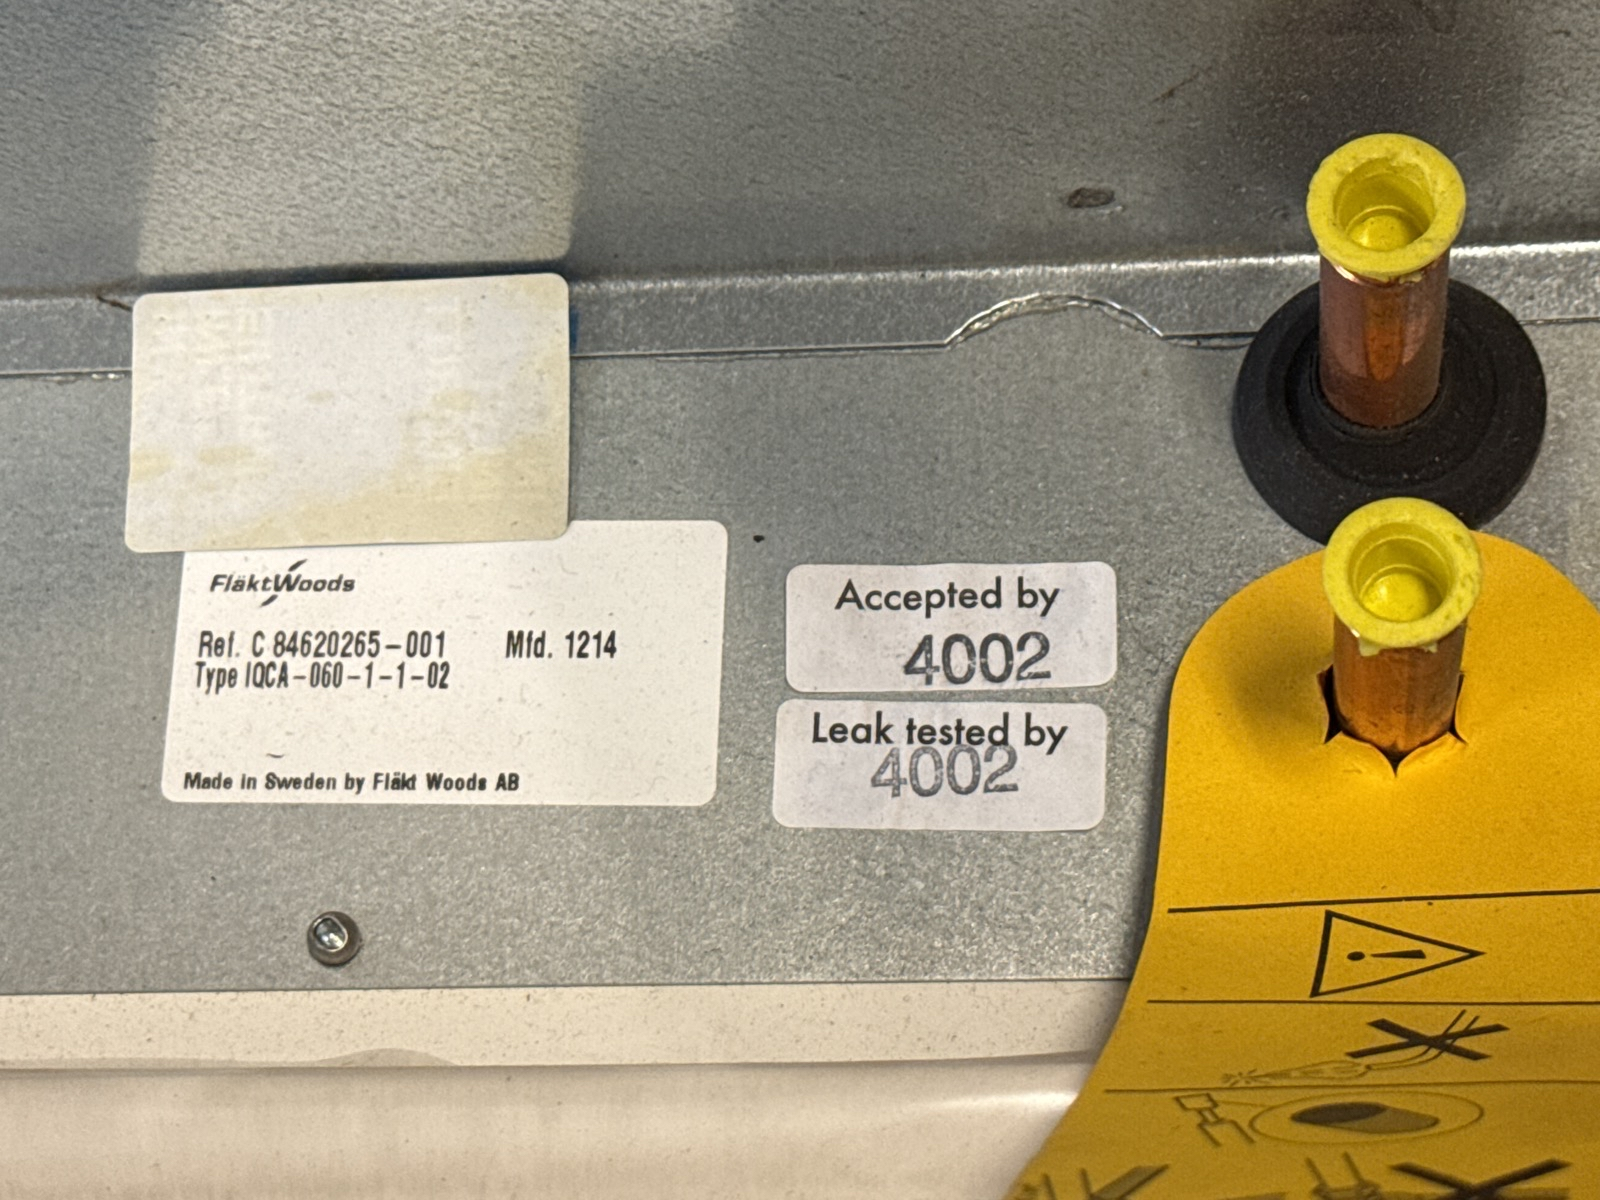 FläktWoods
Ref. C 84620265-001 Mfd. 1214
Type IQCA-060-1-1-02
Made in Sweden by Fläkt Woods AB
Accepted by
4002
Leak tested by
4002